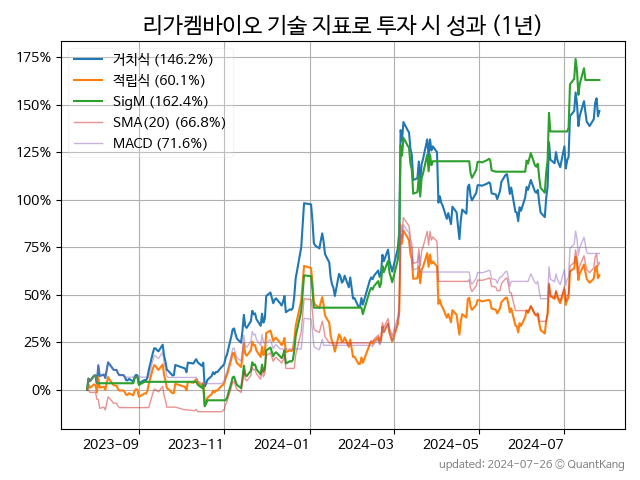 리가켐바이오 기술 지표로 투자 시 성과 (1년)
175%
150%
125%
100%
75%
50%
25%
0%
거치식 (146.2%)
적립식 (60.1%)
SigM (162.4%)
SMA(20) (66.8%)
MACD (71.6%)
2023-09
2023-11
2024-01
2024-03
2024-05
2024-07
updated: 2024-07-26 © QuantKang